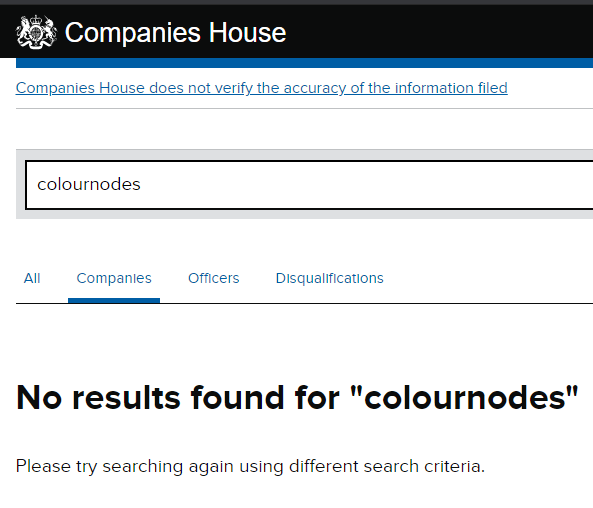 Companies House
Companies House does not verify the accuracy of the information filed
colournodes
All Companies Officers Disqualifications
No results found for "colournodes"
Please try searching again using different search criteria.